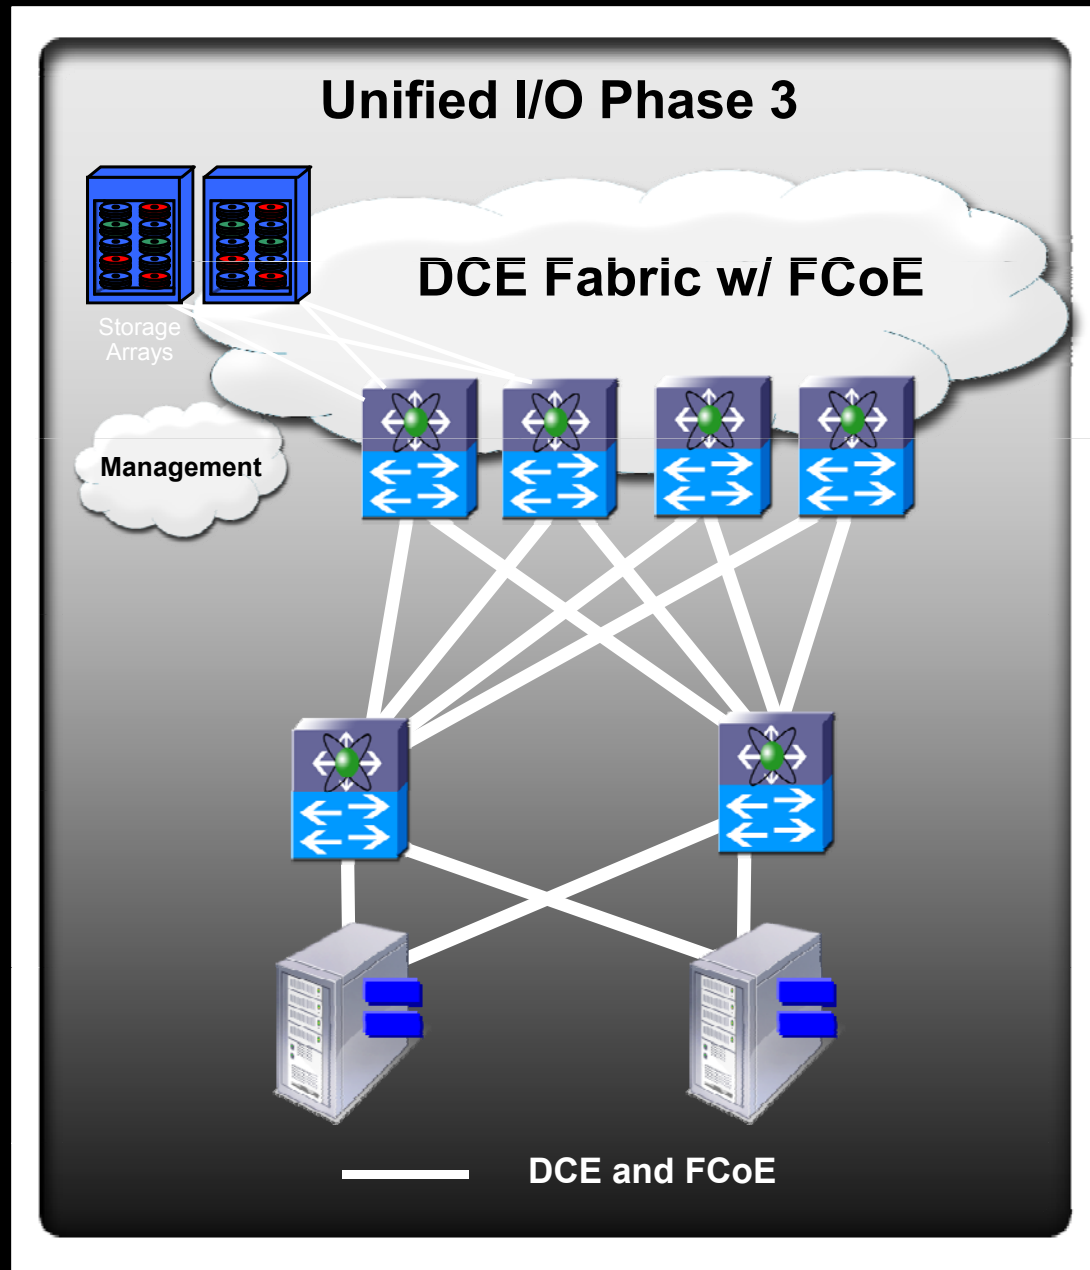 Unified I/O Phase 3
DCE Fabric w/ FCoE
Storage
Arrays
Management
DCE and FCoE